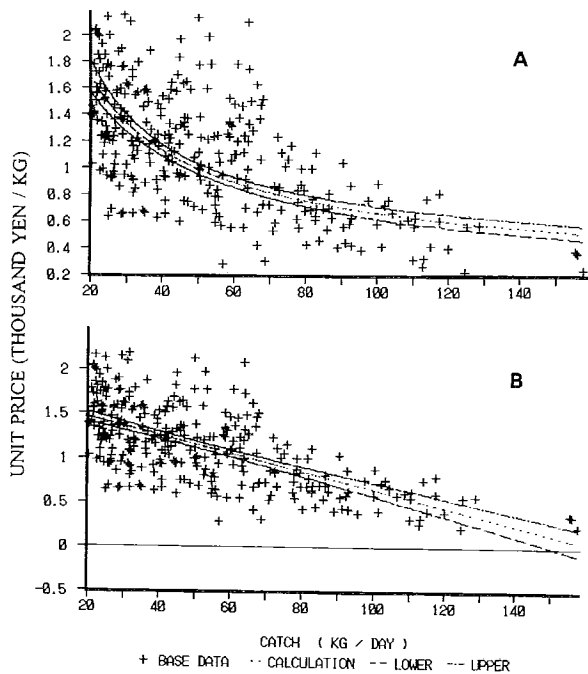 UNIT PRICE (THOUSAND YEN / KG)
A
2
1.8
1.6
1.4
1.2
1
0.8
0.6
0.4
0.2
20 40 60 80 100 120 140
B
2
1.5
1
0.5
0
-0.5
20 40 60 80 100 120 140
CATCH ( KG / DAY )
+ BASE DATA ··· CALCULATION -- LOWER -·- UPPER